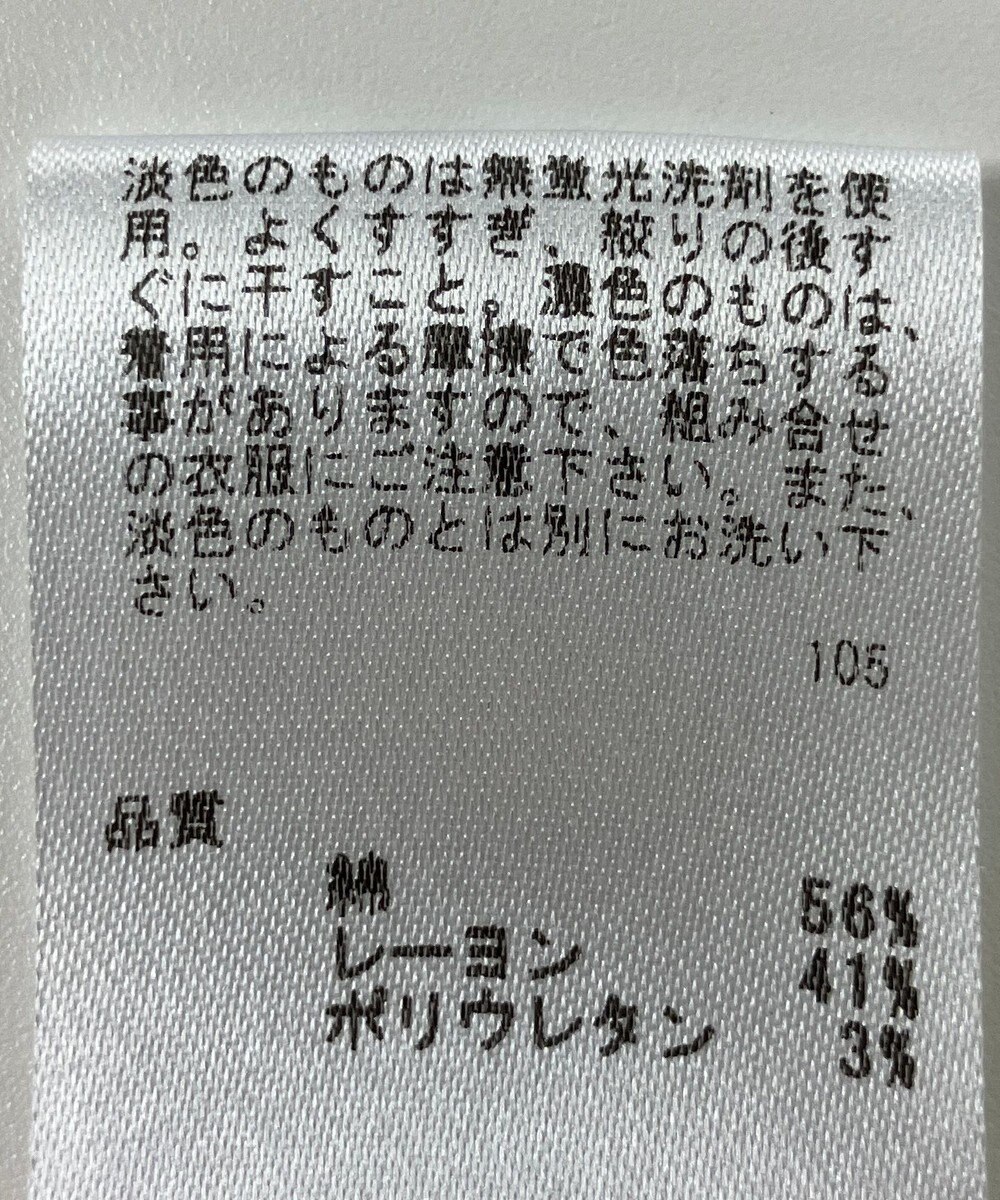 淡色のものは無蛍光洗剤を使
用。よくすすぎ、絞りの後す
ぐに干すこと。濃色のものは、
着用による摩擦で色落ちする
事がありますので、組み合せ
の衣服にご注意下さい。また、
淡色のものとは別にお洗い下
さい。
105
品質
綿 56%
レーヨン 41%
ポリウレタン 3%